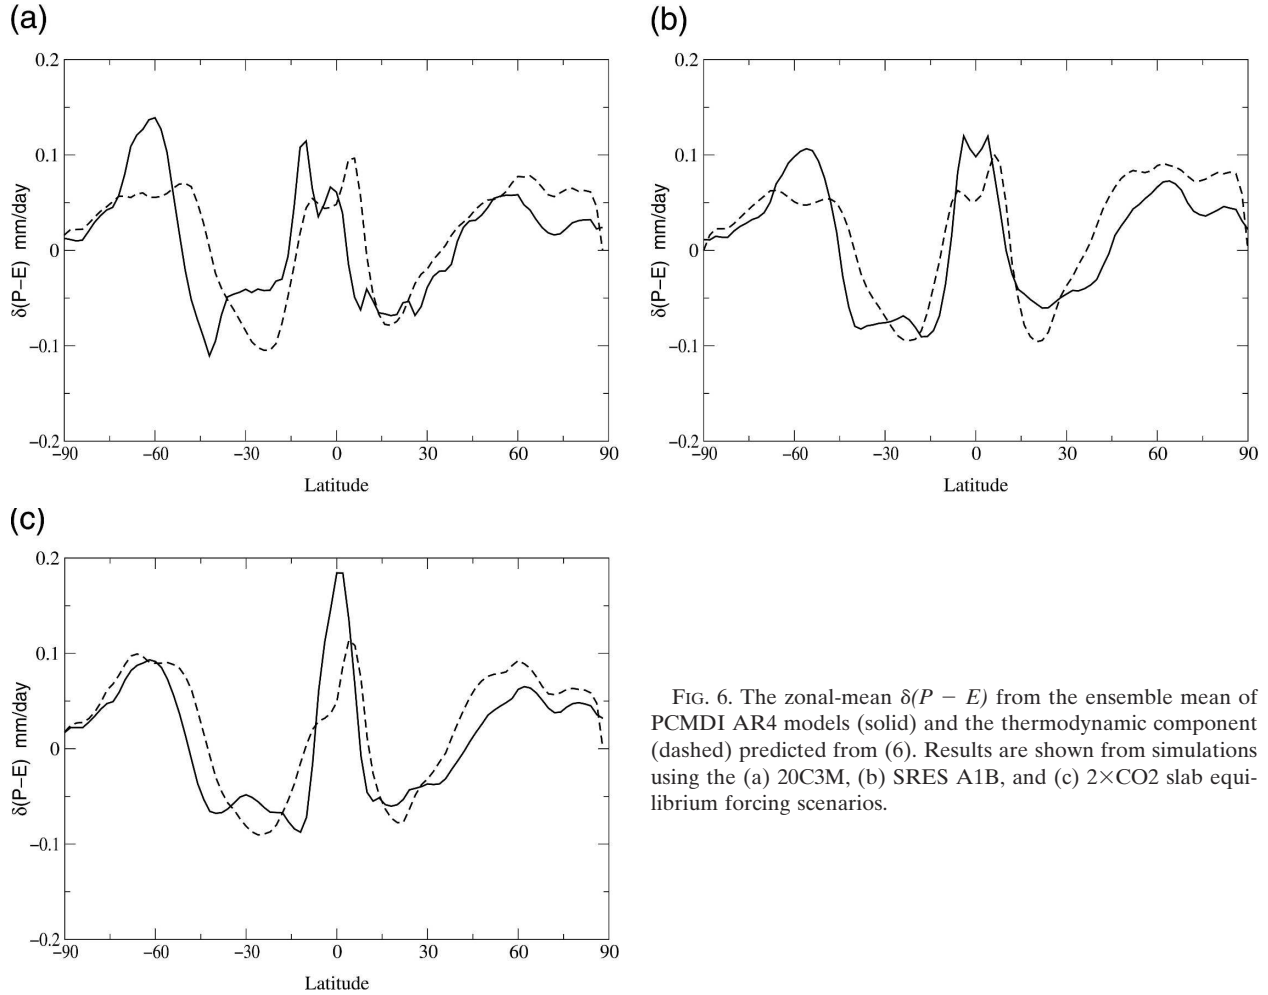 (a)
(b)
0.2
0.1
0
−0.1
−0.2
δ(P−E) mm/day
−90 −60 −30 0 30 60 90
Latitude
0.2
0.1
0
−0.1
−0.2
δ(P−E) mm/day
−90 −60 −30 0 30 60 90
Latitude
(c)
0.2
0.1
0
−0.1
−0.2
δ(P−E) mm/day
−90 −60 −30 0 30 60 90
Latitude
FIG. 6. The zonal-mean δ(P − E) from the ensemble mean of
PCMDI AR4 models (solid) and the thermodynamic component
(dashed) predicted from (6). Results are shown from simulations
using the (a) 20C3M, (b) SRES A1B, and (c) 2×CO2 slab equi-
librium forcing scenarios.